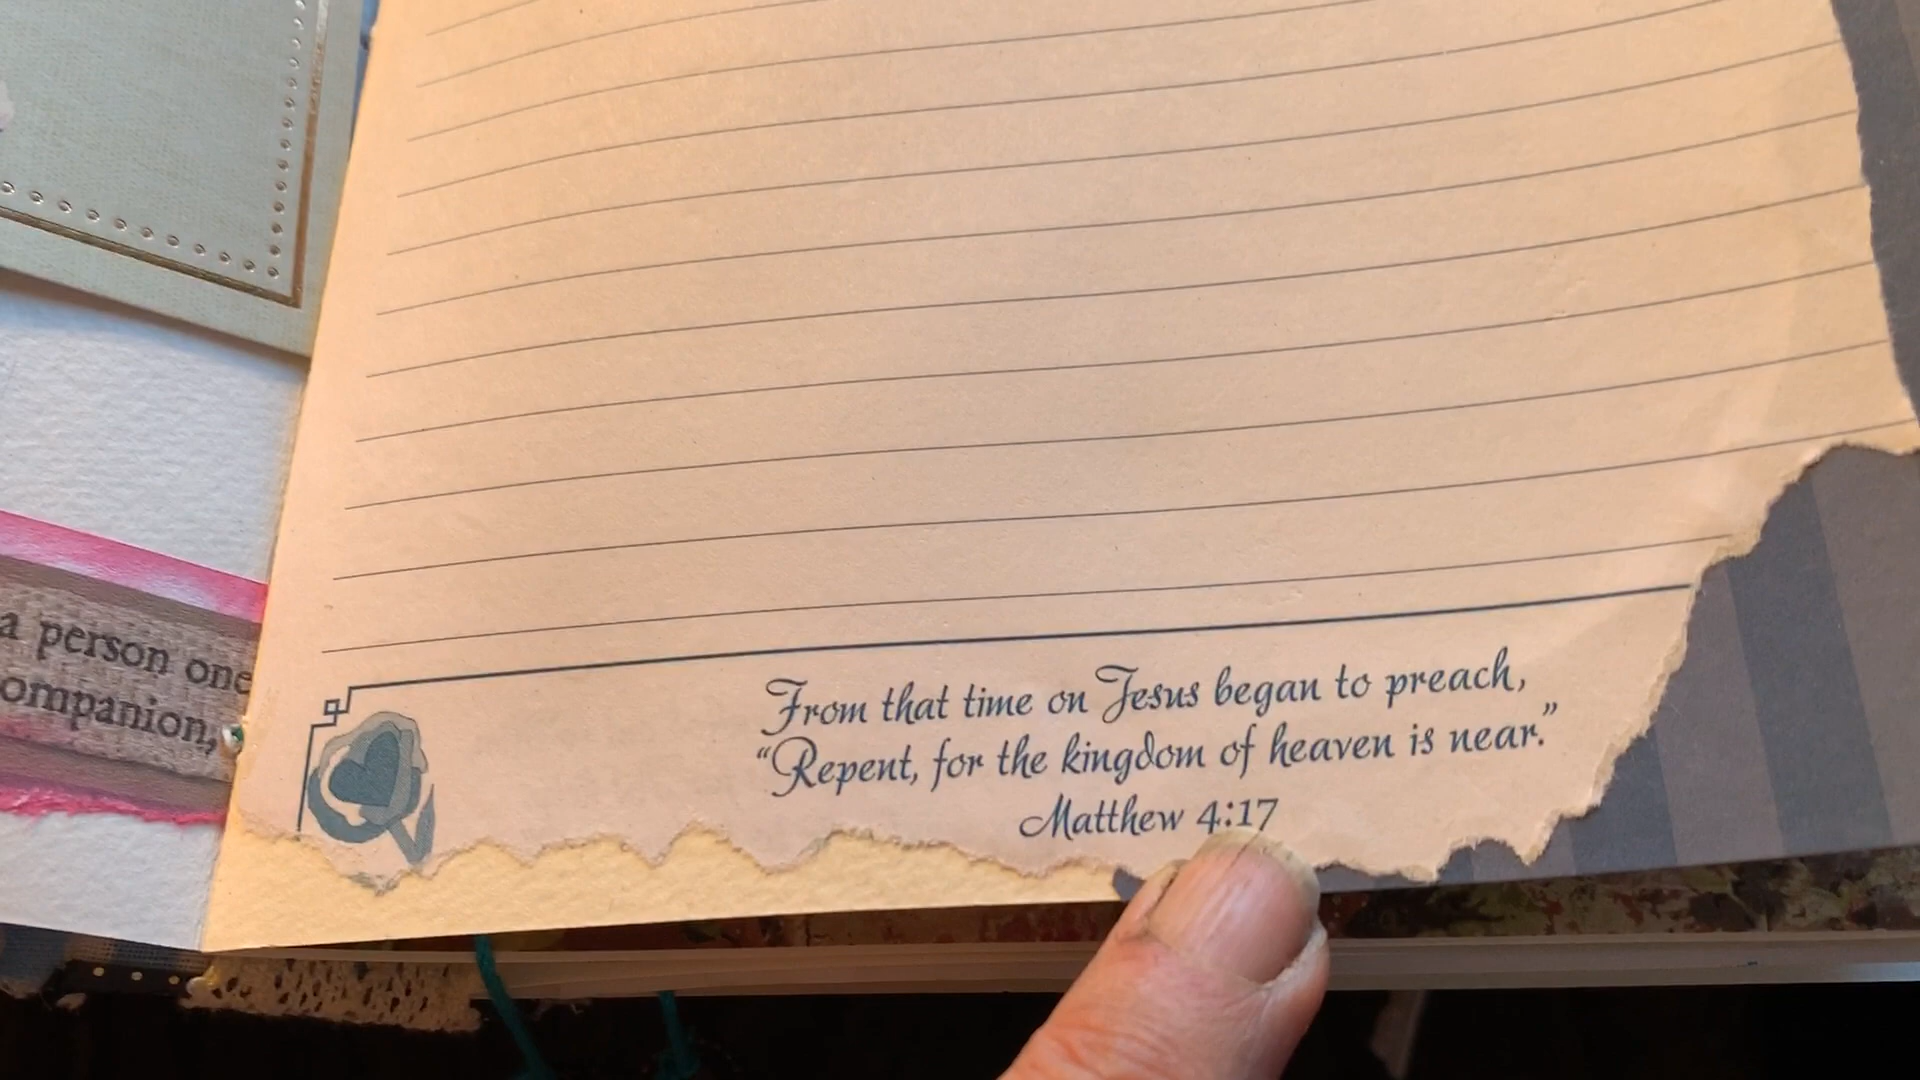 a person one
ompanion,
From that time on Jesus began to preach,
“Repent, for the kingdom of heaven is near.”
Matthew 4:17